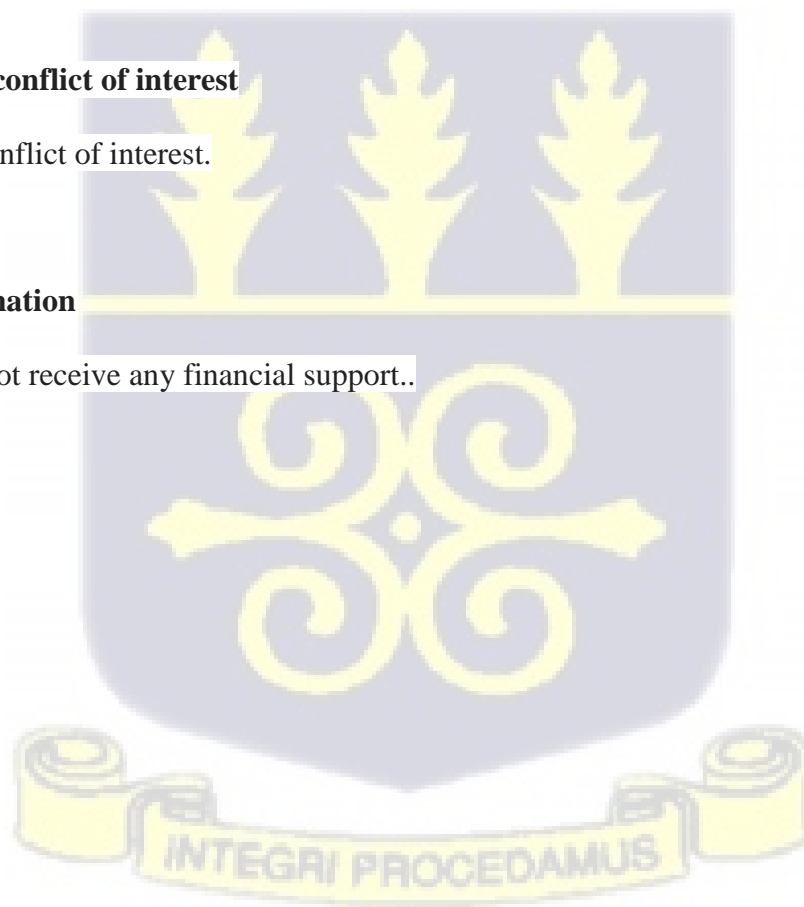 conflict of interest
nflict of interest.
nation
ot receive any financial support..
INTEGRI PROCEDAMUS